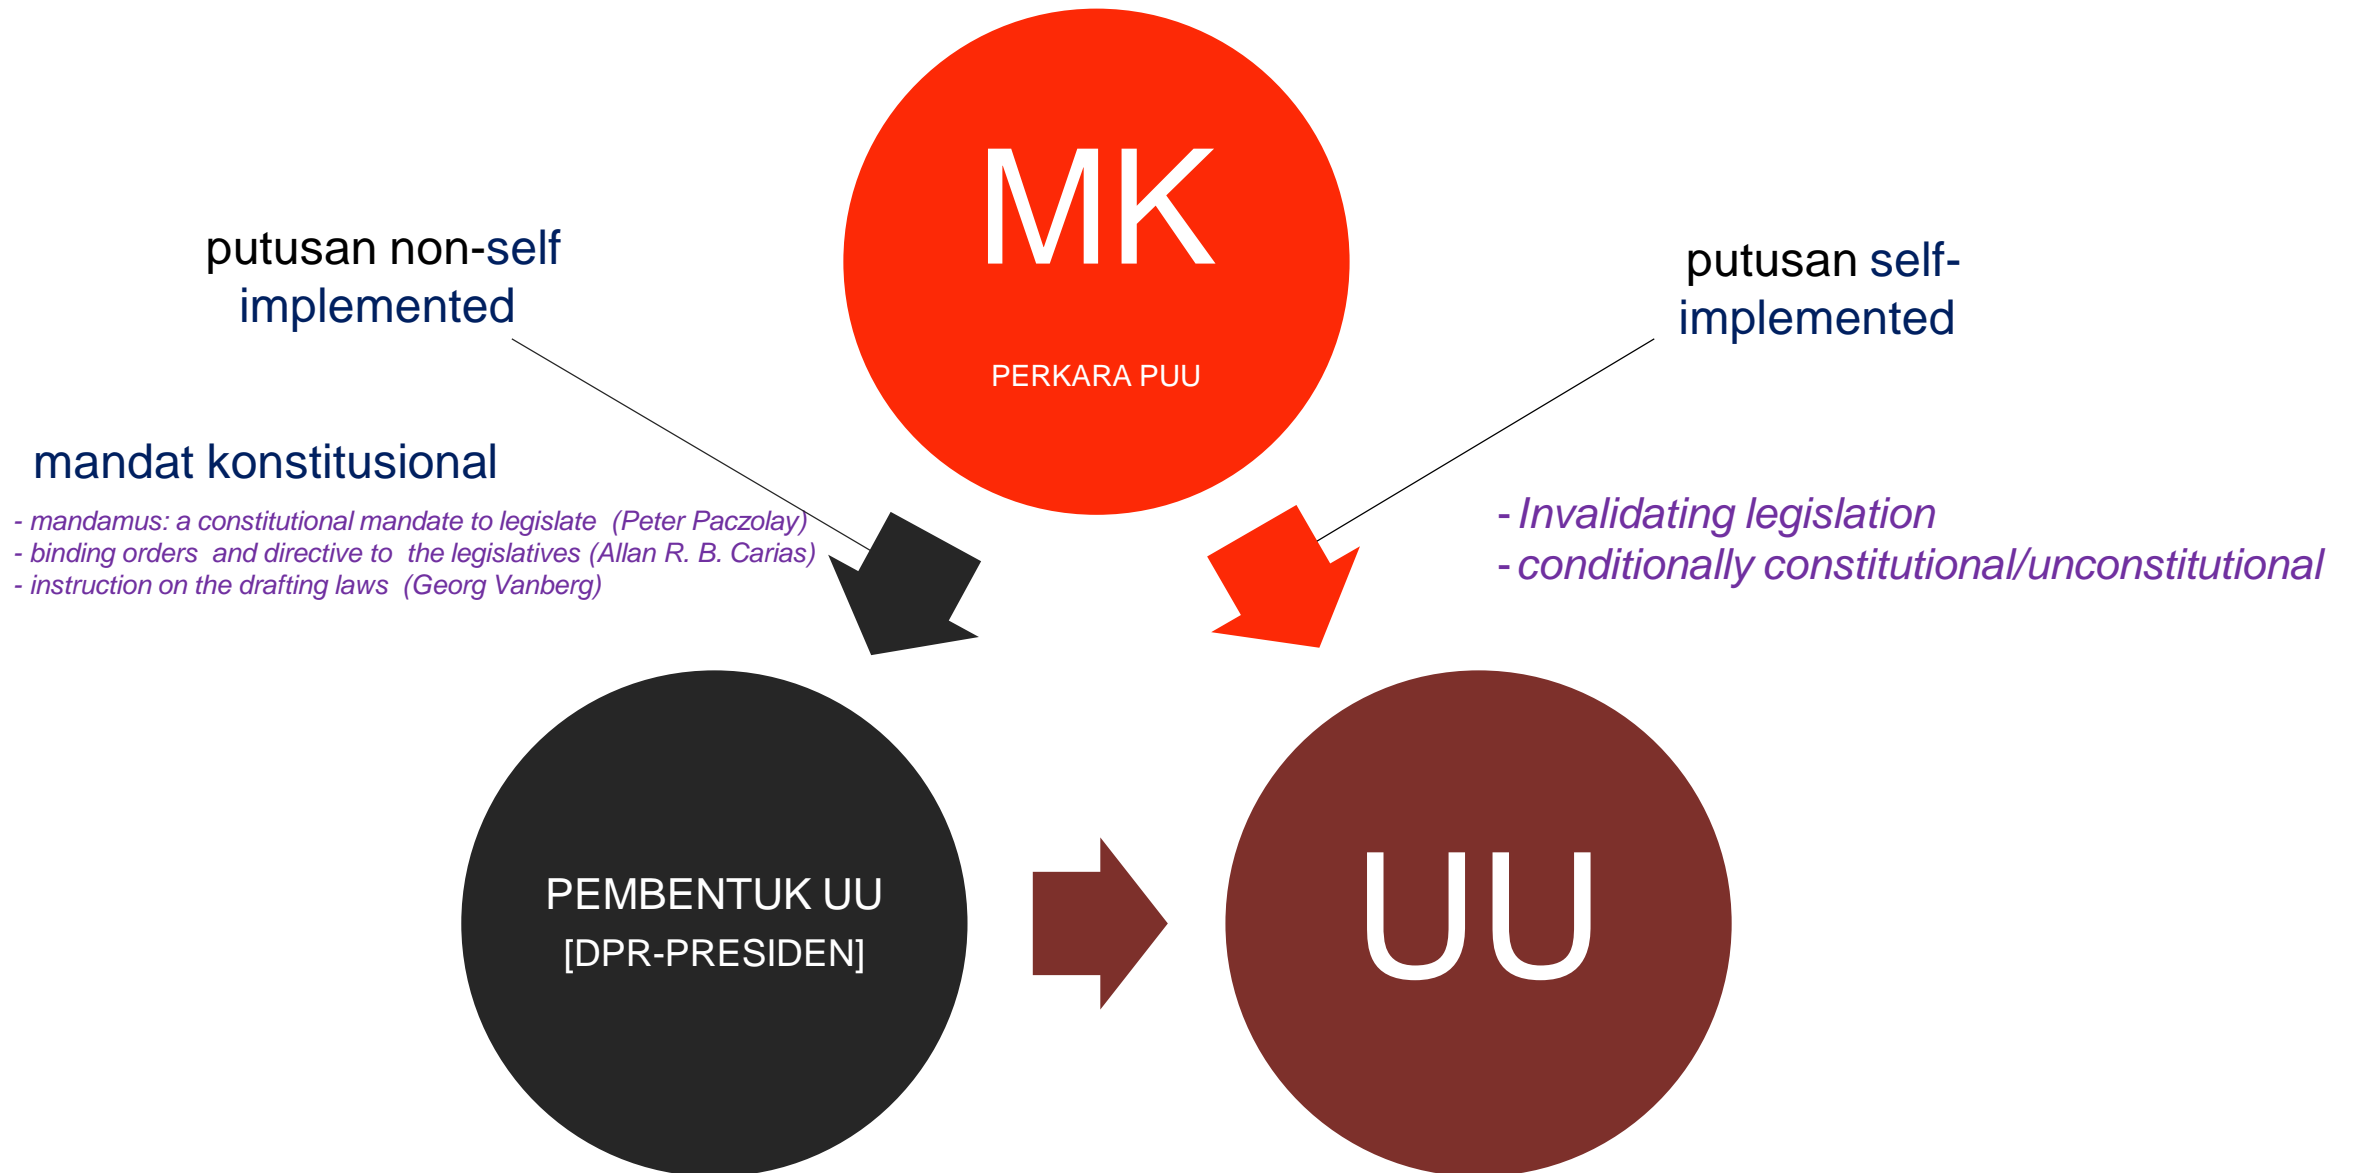 MK
PERKARA PUU
putusan non-self
implemented
putusan self-
implemented
mandat konstitusional
- mandamus: a constitutional mandate to legislate (Peter Paczolay)
- binding orders and directive to the legislatives (Allan R. B. Carias)
- instruction on the drafting laws (Georg Vanberg)
- Invalidating legislation
- conditionally constitutional/unconstitutional
PEMBENTUK UU
[DPR-PRESIDEN]
UU